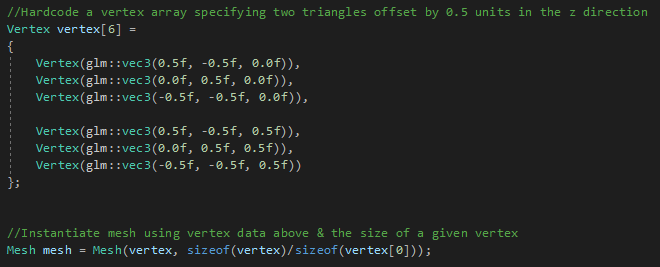 //Hardcode a vertex array specifying two triangles offset by 0.5 units in the z direction
Vertex vertex[6] =
{
Vertex(glm::vec3(0.5f, -0.5f, 0.0f)),
Vertex(glm::vec3(0.0f, 0.5f, 0.0f)),
Vertex(glm::vec3(-0.5f, -0.5f, 0.0f)),
Vertex(glm::vec3(0.5f, -0.5f, 0.5f)),
Vertex(glm::vec3(0.0f, 0.5f, 0.5f)),
Vertex(glm::vec3(-0.5f, -0.5f, 0.5f))
};
//Instantiate mesh using vertex data above & the size of a given vertex
Mesh mesh = Mesh(vertex, sizeof(vertex)/sizeof(vertex[0]));